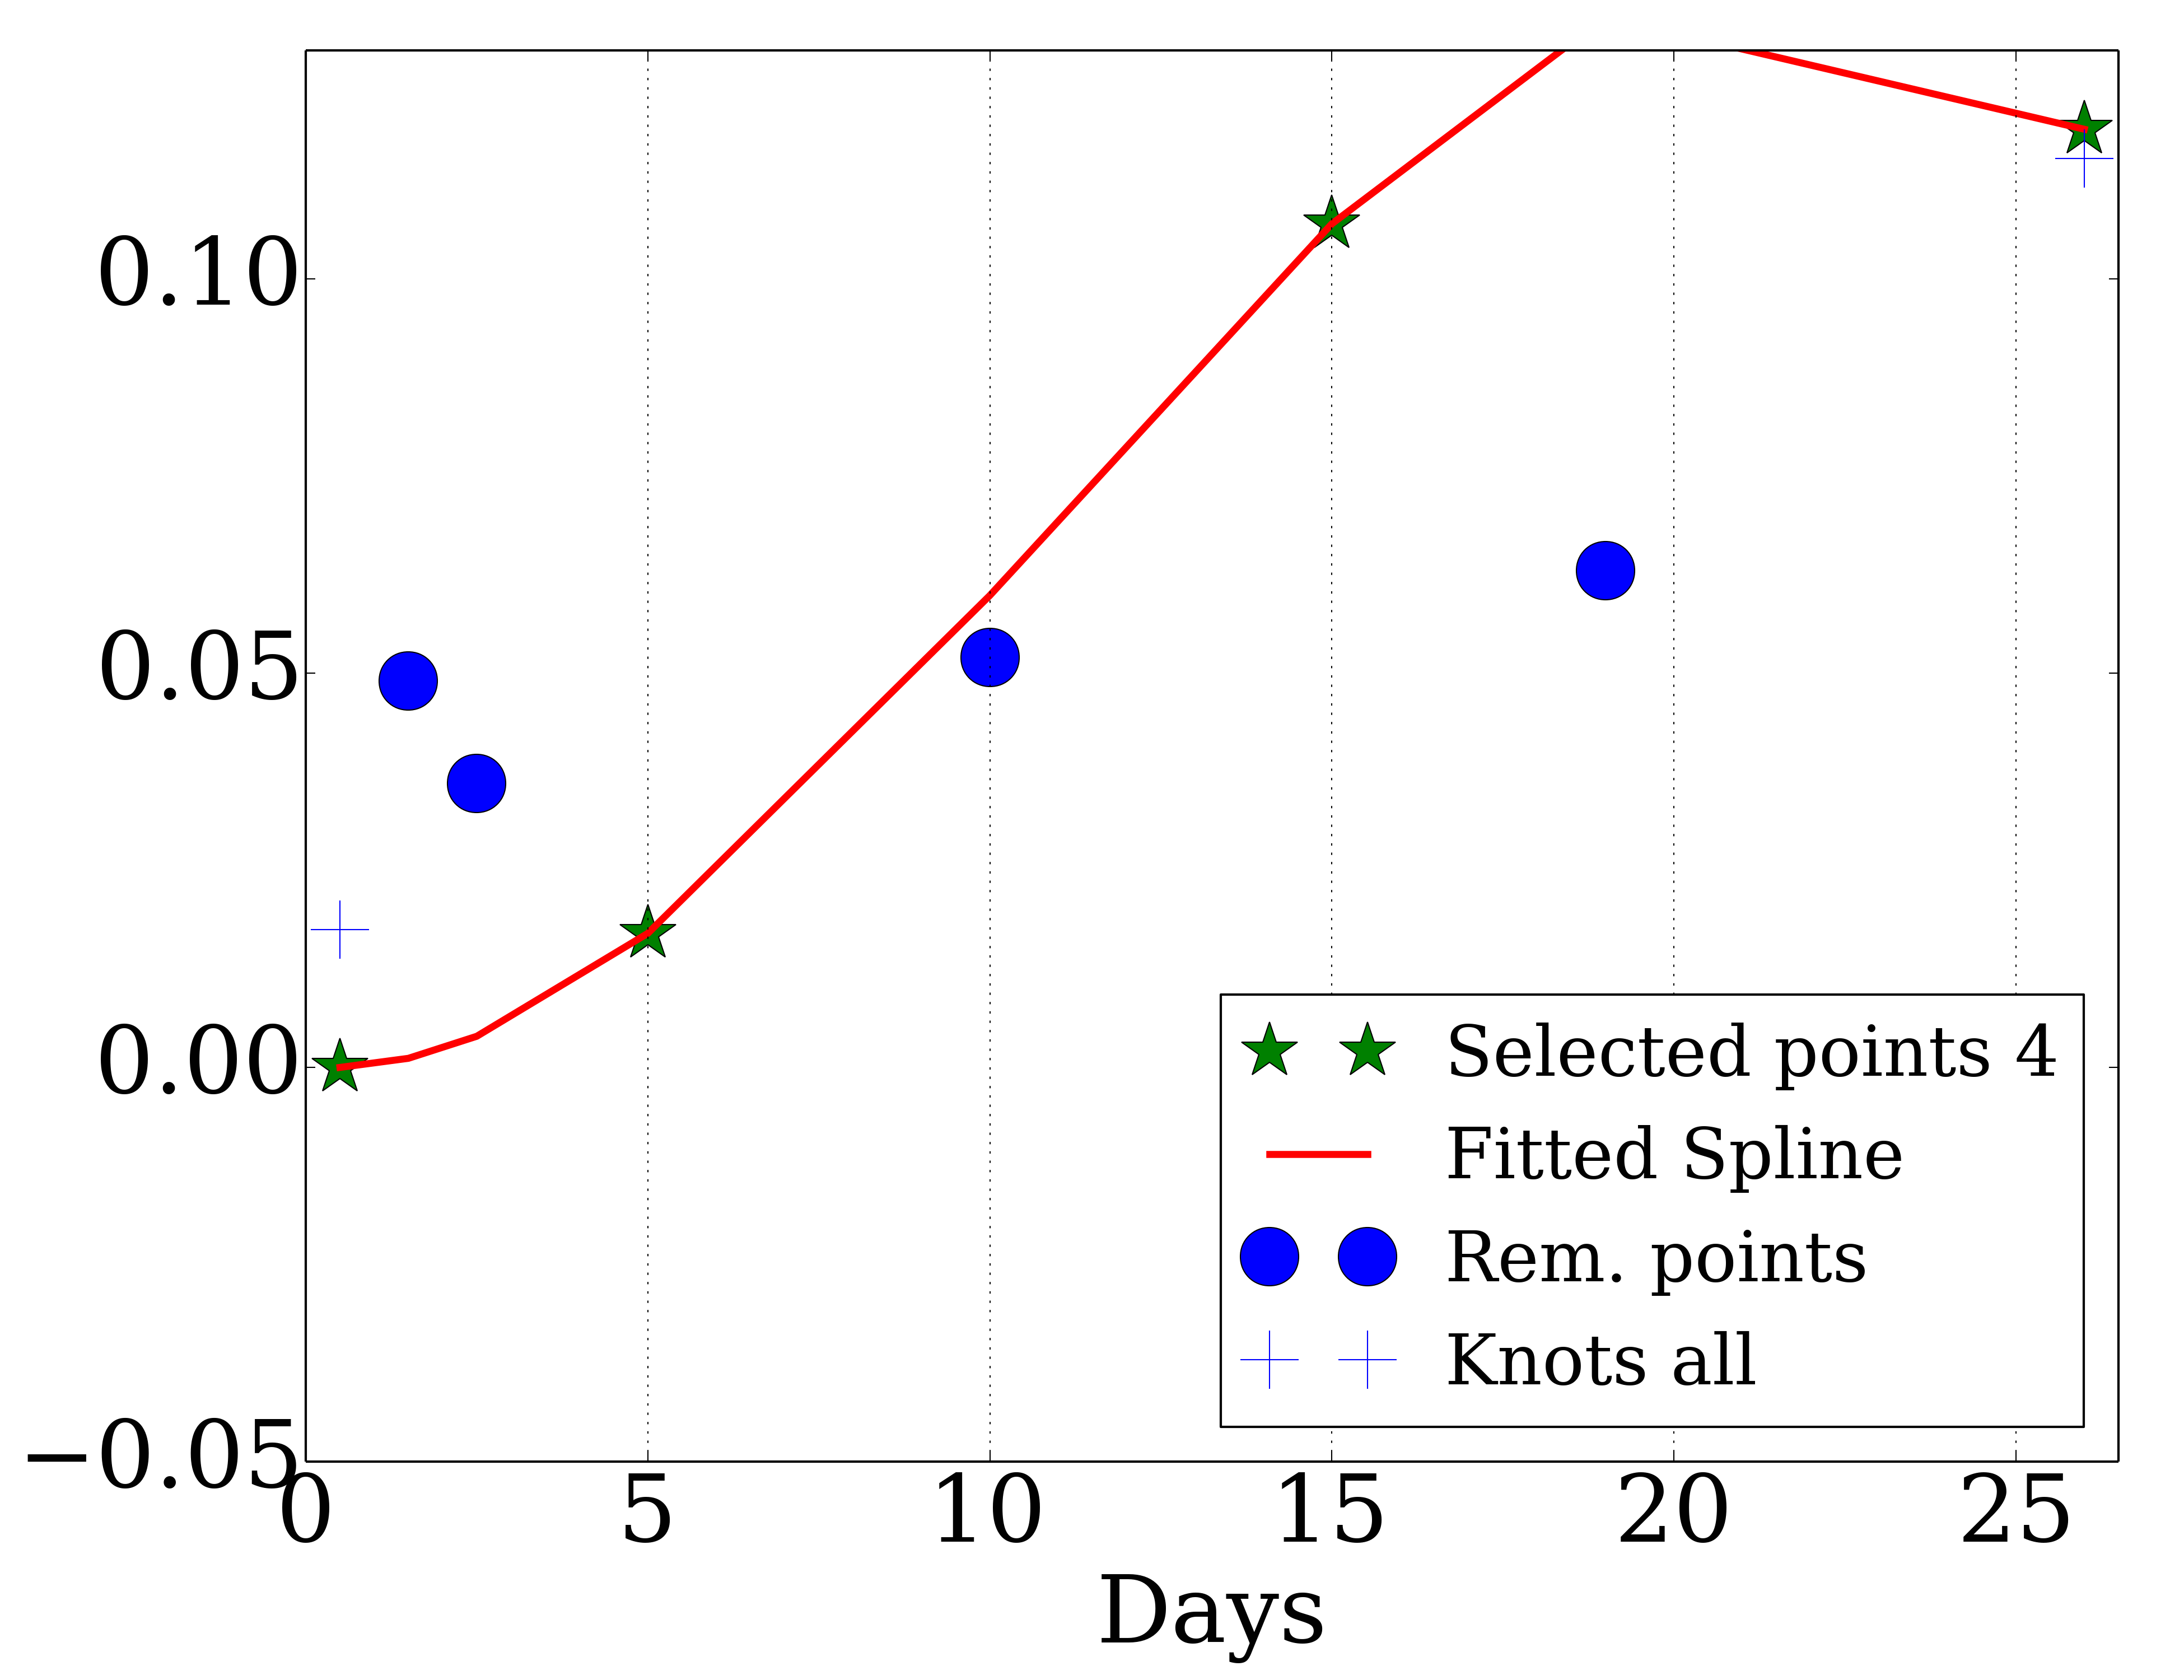 0.10
0.05
0.00
−0.05
0 5 10 15 20 25
Days
Selected points 4
Fitted Spline
Rem. points
Knots all